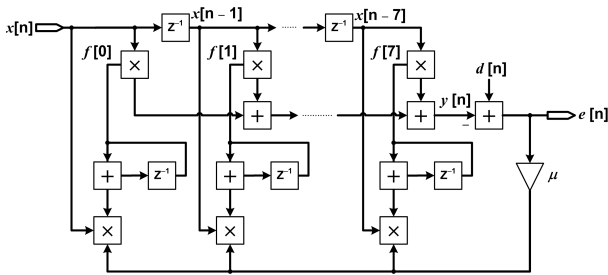 x[n] z⁻¹ x[n – 1] z⁻¹ x[n – 7]
f[0] × f[1] × f[7] × d[n]
+ + y[n] – + e[n]
+ z⁻¹ + z⁻¹ + z⁻¹ μ
× × ×